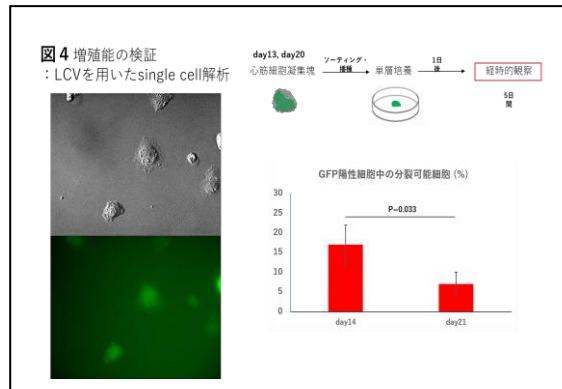 図4 増殖能の検証
：LCVを用いたsingle cell解析
day13, day20
心筋細胞凝集塊
ソーティング・
播種
単層培養
1日
後
経時的観察
5日
間
GFP陽性細胞中の分裂可能細胞 (%)
30
25
20
15
10
5
0
P=0.033
day14
day21